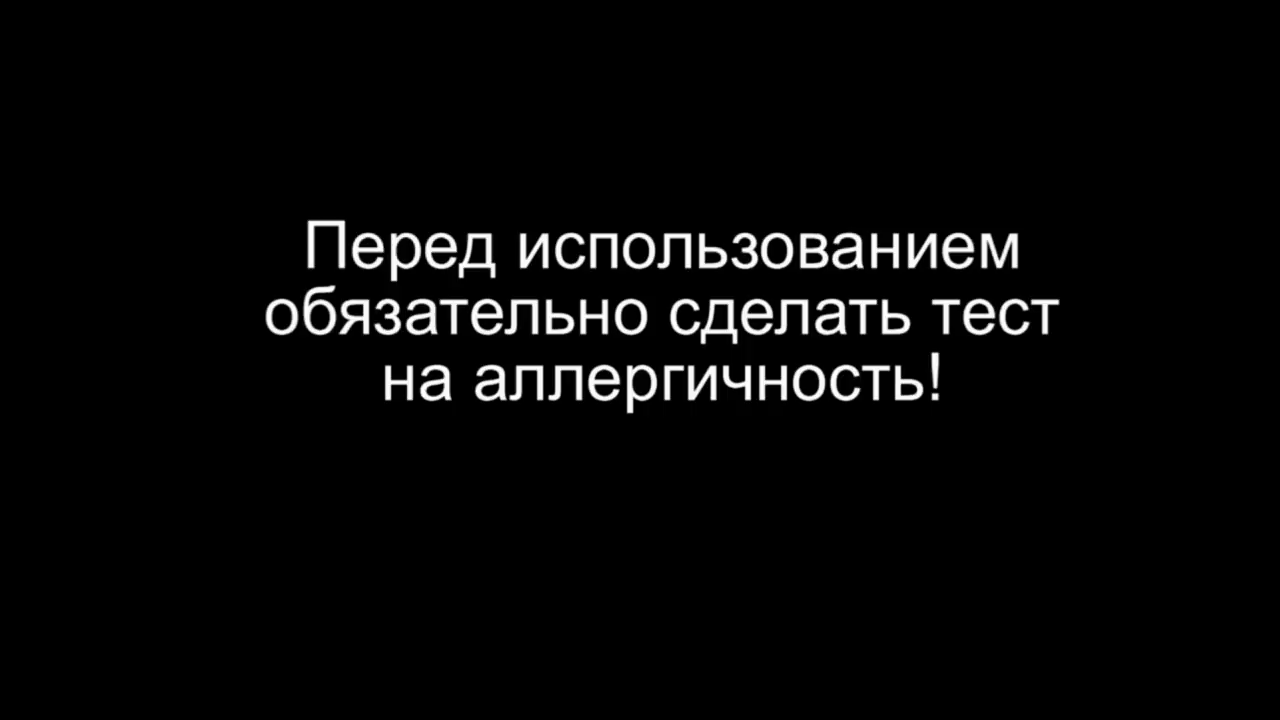 Перед использованием
обязательно сделать тест
на аллергичность!